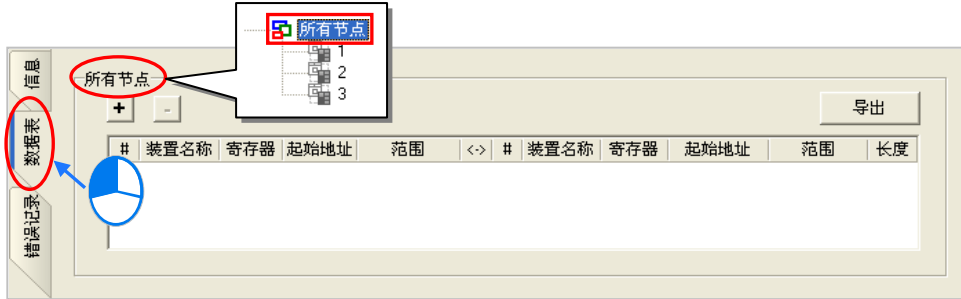 所有节点
1
2
3
信息
数据表
错误记录
所有节点
+
-
导出
# 装置名称 寄存器 起始地址 范围 <-> # 装置名称 寄存器 起始地址 范围 长度